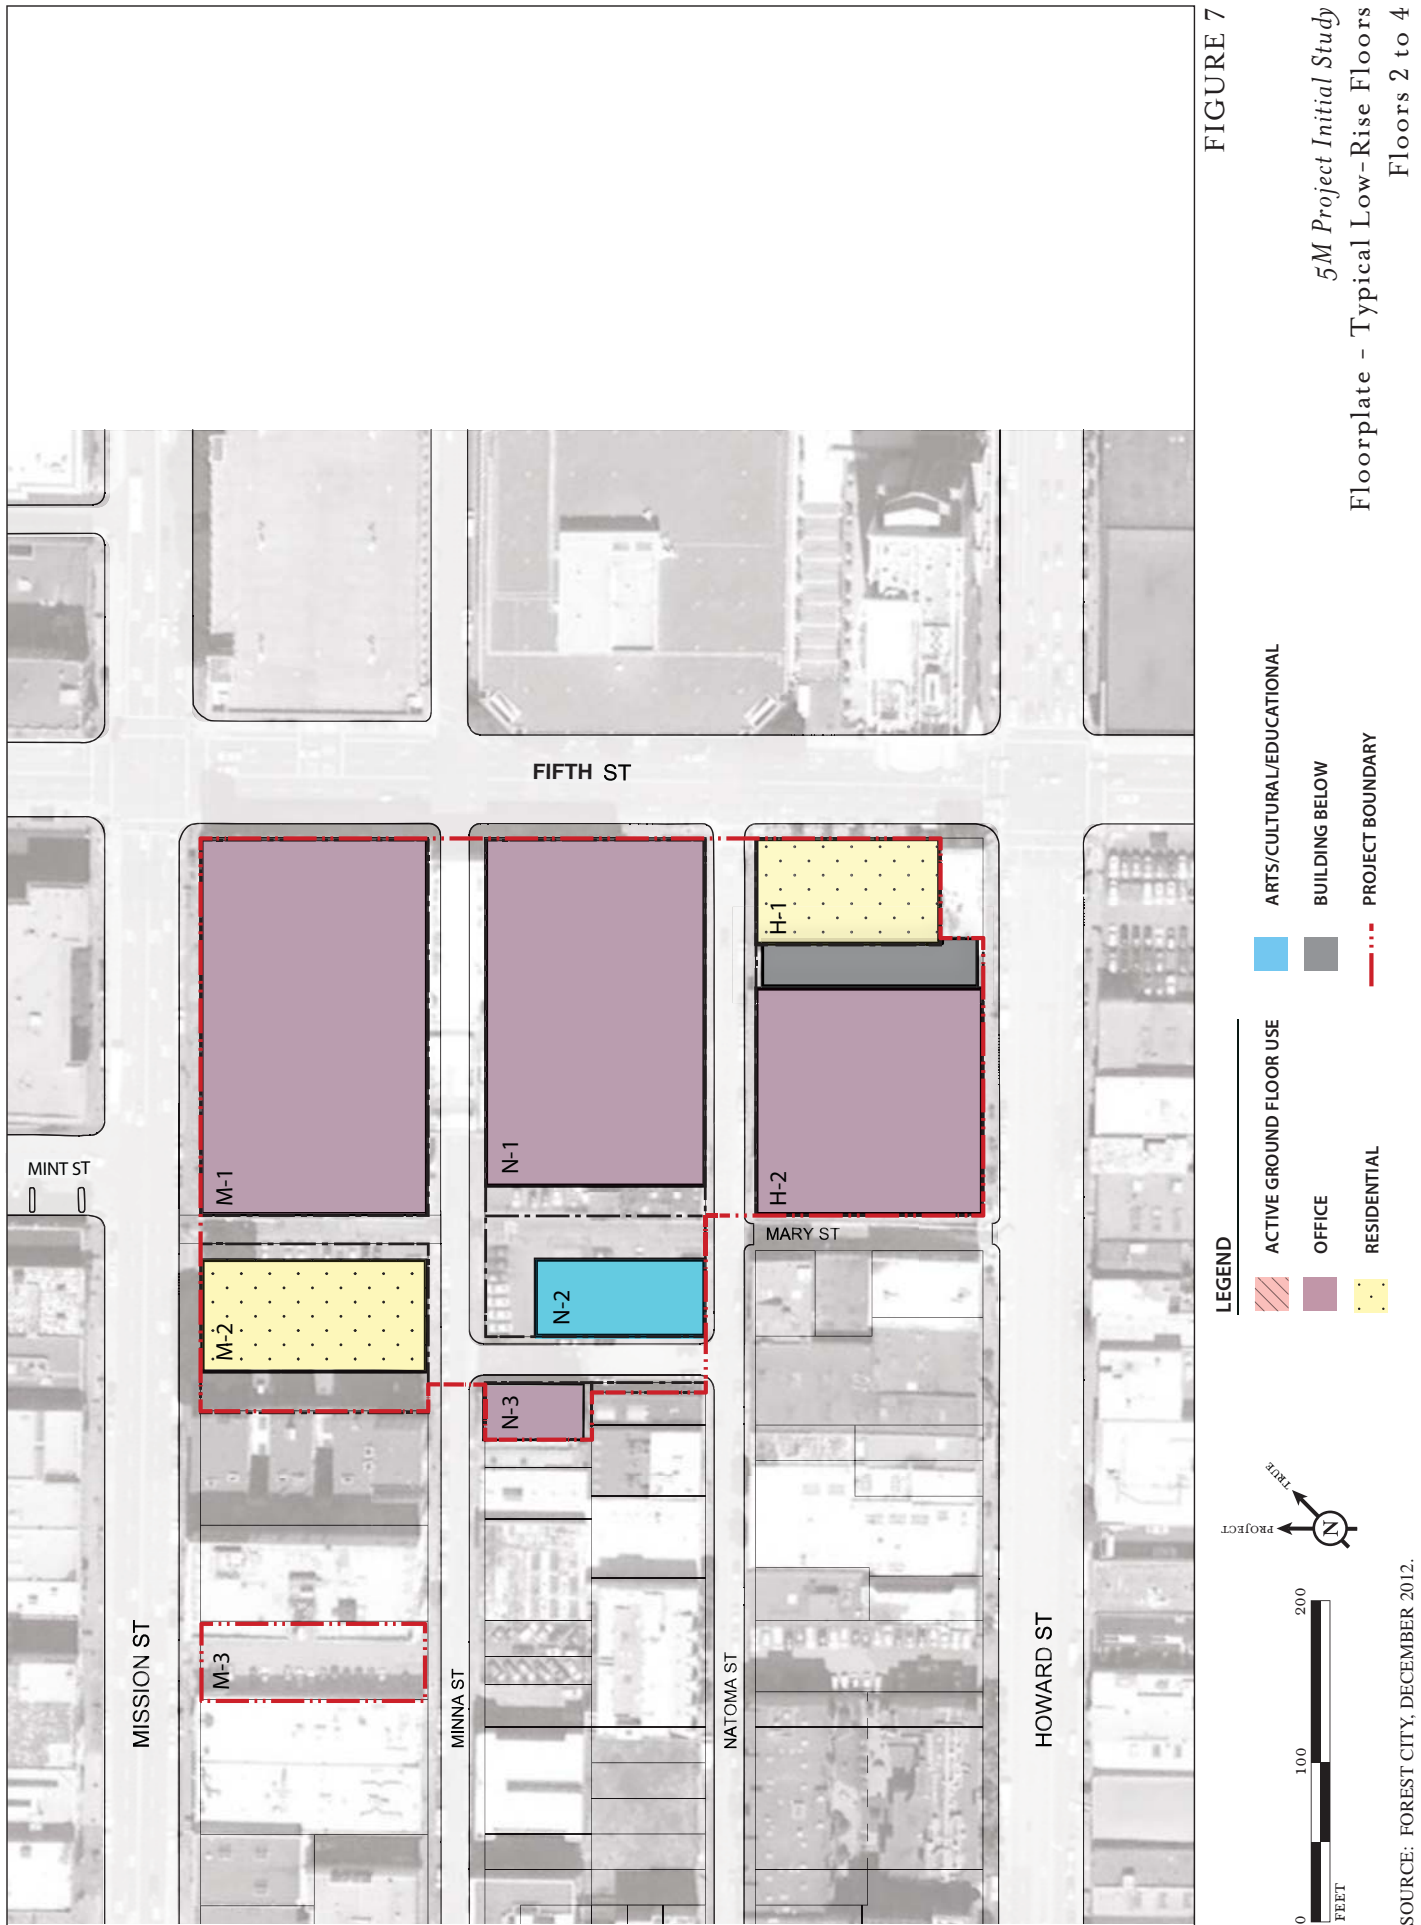 MINT ST
MISSION ST
M-3
M-2
M-1
MINNA ST
N-3
N-2
N-1
FIFTH ST
NATOMA ST
MARY ST
H-2
H-1
HOWARD ST
0 100 200
FEET
PROJECT
TRUE
N
LEGEND
ACTIVE GROUND FLOOR USE
OFFICE
RESIDENTIAL
ARTS/CULTURAL/EDUCATIONAL
BUILDING BELOW
PROJECT BOUNDARY
FIGURE 7
5M Project Initial Study
Floorplate - Typical Low-Rise Floors
Floors 2 to 4
SOURCE: FOREST CITY, DECEMBER 2012.